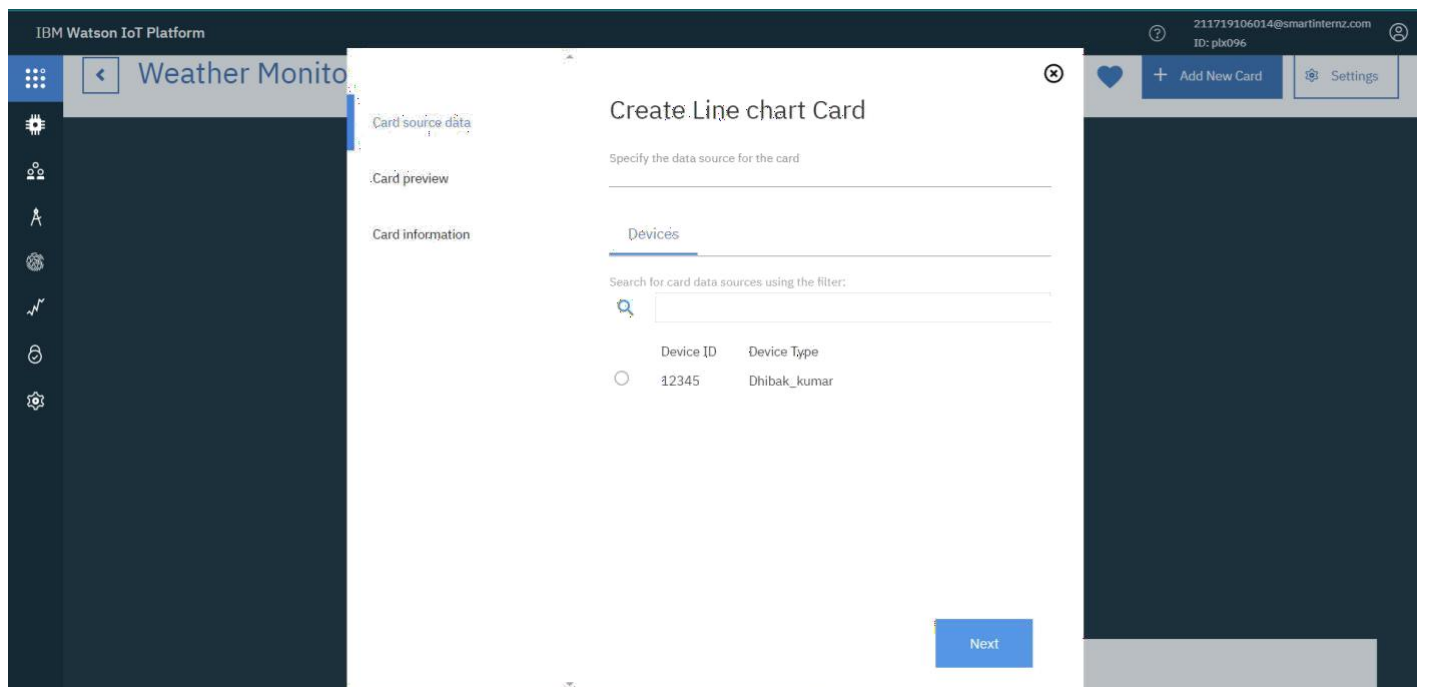 IBM Watson IoT Platform
211719106014@smartinternz.com
ID: plx096
Weather Monito
Add New Card
Settings
Card source data
Card preview
Card information
Create Line chart Card
Specify the data source for the card
Devices
Search for card data sources using the filter:
Device ID Device Type
12345 Dhibak_kumar
Next